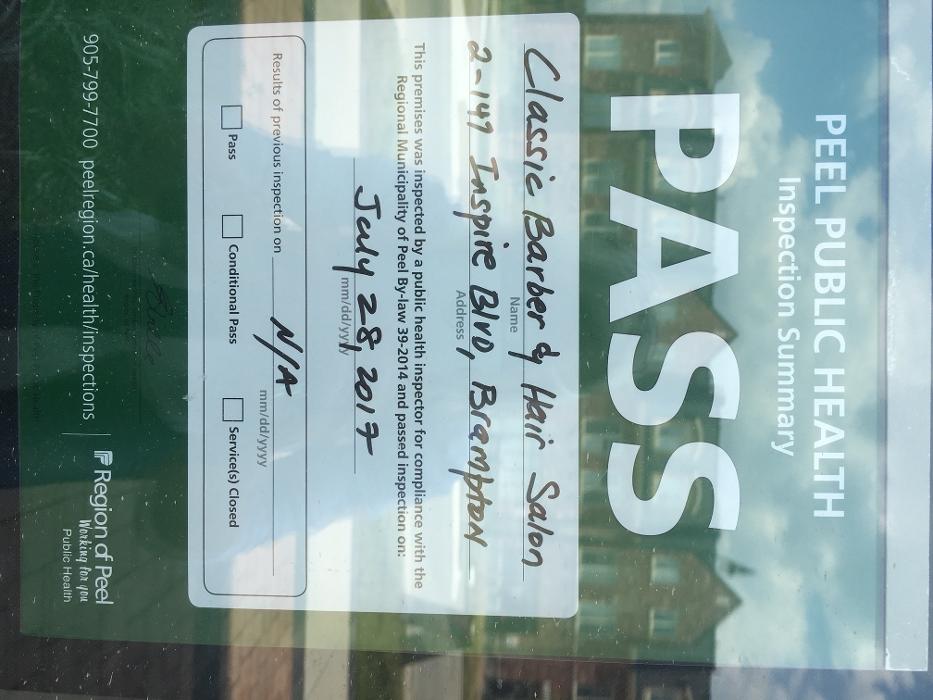 PEEL PUBLIC HEALTH
Inspection Summary
PASS
Classic Barber & Hair Salon
Name
2-149 Inspire Blvd, Brampton
Address
This premises was inspected by a public health inspector for compliance with the
Regional Municipality of Peel By-law 39-2014 and passed inspection on:
July 28, 2017
mm/dd/yyyy
Results of previous inspection on N/A
mm/dd/yyyy
Pass Conditional Pass Service(s) Closed
905-799-7700 peelregion.ca/health/inspections
Region of Peel
Working for you
Public Health